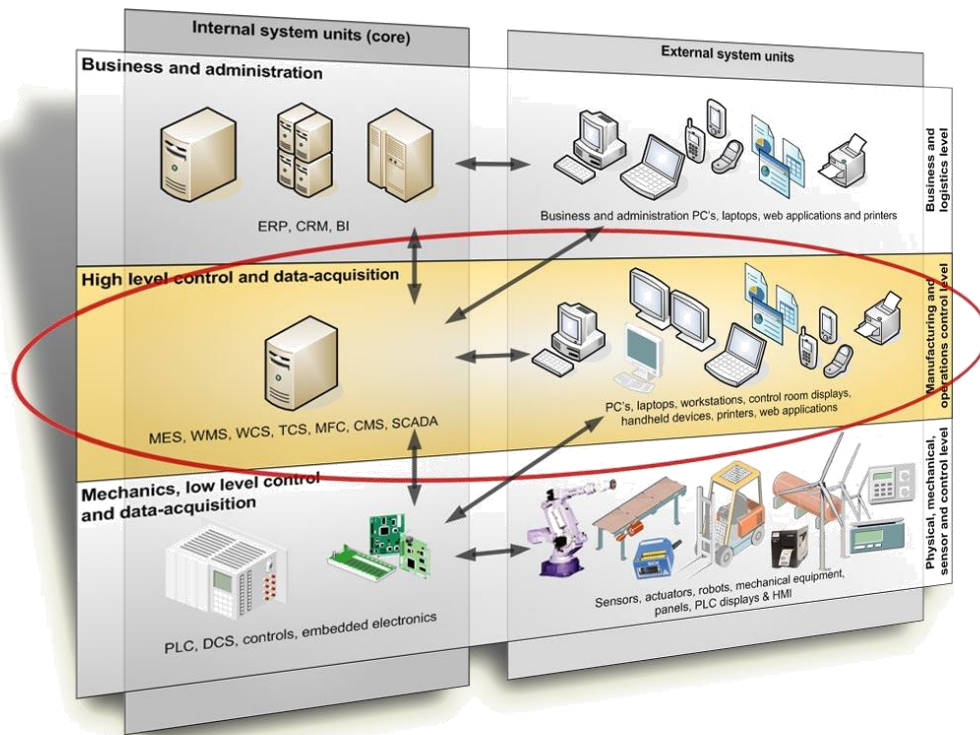 Internal system units (core)
External system units
Business and administration
ERP, CRM, BI
Business and administration PC's, laptops, web applications and printers
Business and
logistics level
High level control and data-acquisition
MES, WMS, WCS, TCS, MFC, CMS, SCADA
PC's, laptops, workstations, control room displays,
handheld devices, printers, web applications
Manufacturing and
operations control level
Mechanics, low level control
and data-acquisition
PLC, DCS, controls, embedded electronics
Sensors, actuators, robots, mechanical equipment,
panels, PLC displays & HMI
Physical, mechanical,
sensor and control level